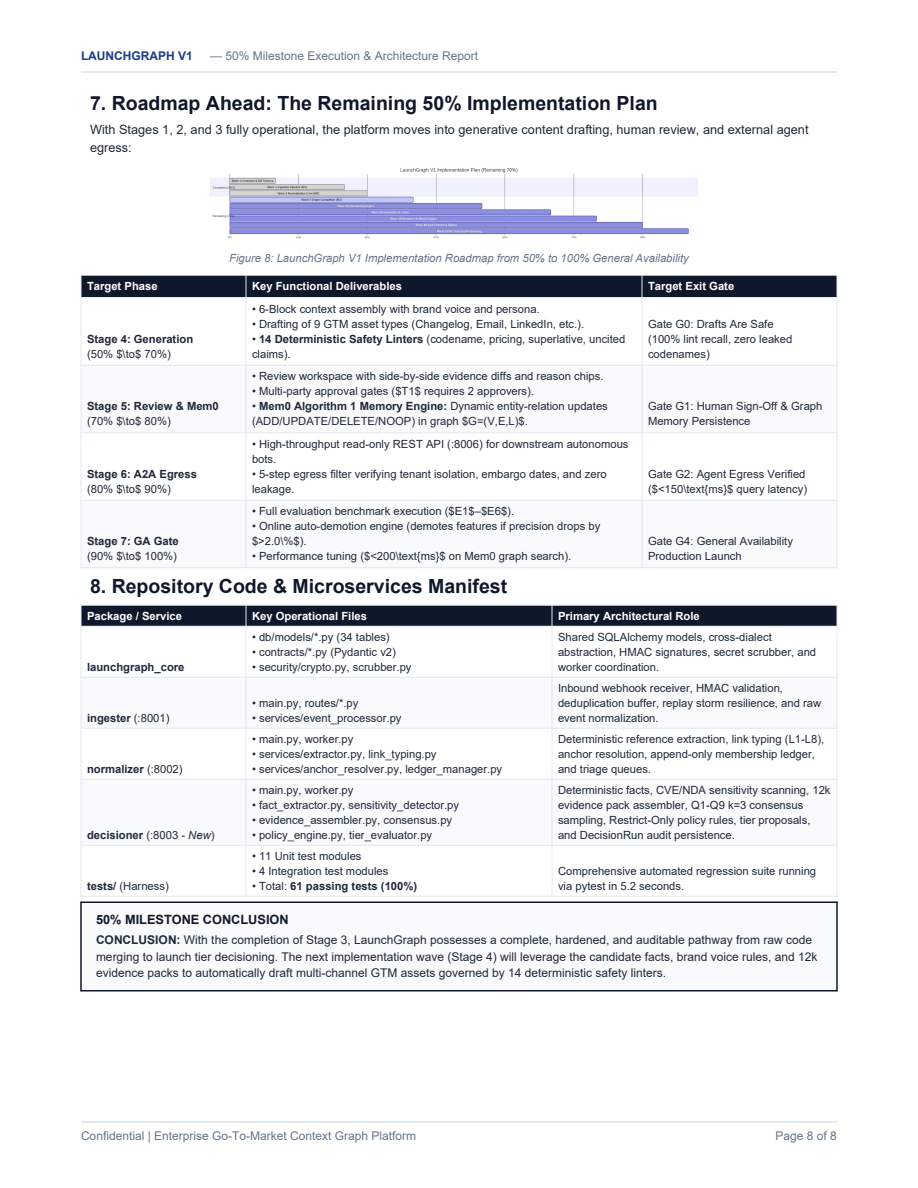 LAUNCHGRAPH V1 — 50% Milestone Execution & Architecture Report
7. Roadmap Ahead: The Remaining 50% Implementation Plan
With Stages 1, 2, and 3 fully operational, the platform moves into generative content drafting, human review, and external agent
egress:
LaunchGraph V1 Implementation Plan (Remaining 70%)
Figure 8: LaunchGraph V1 Implementation Roadmap from 50% to 100% General Availability
Target Phase Key Functional Deliverables Target Exit Gate
Stage 4: Generation
(50% $\to$ 70%)
• 6-Block context assembly with brand voice and persona.
• Drafting of 9 GTM asset types (Changelog, Email, LinkedIn, etc.).
• 14 Deterministic Safety Linters (codename, pricing, superlative, uncited
claims).
Gate G0: Drafts Are Safe
(100% lint recall, zero leaked
codenames)
Stage 5: Review & Mem0
(70% $\to$ 80%)
• Review workspace with side-by-side evidence diffs and reason chips.
• Multi-party approval gates ($T1$ requires 2 approvers).
• Mem0 Algorithm 1 Memory Engine: Dynamic entity-relation updates
(ADD/UPDATE/DELETE/NOOP) in graph $G=(V,E,L)$.
Gate G1: Human Sign-Off & Graph
Memory Persistence
Stage 6: A2A Egress
(80% $\to$ 90%)
• High-throughput read-only REST API (:8006) for downstream autonomous
bots.
• 5-step egress filter verifying tenant isolation, embargo dates, and zero
leakage.
Gate G2: Agent Egress Verified
($<150\text{ms}$ query latency)
Stage 7: GA Gate
(90% $\to$ 100%)
• Full evaluation benchmark execution ($E1$–$E6$).
• Online auto-demotion engine (demotes features if precision drops by
$>2.0\%$).
• Performance tuning ($<200\text{ms}$ on Mem0 graph search).
Gate G4: General Availability
Production Launch
8. Repository Code & Microservices Manifest
Package / Service Key Operational Files Primary Architectural Role
launchgraph_core
• db/models/*.py (34 tables)
• contracts/*.py (Pydantic v2)
• security/crypto.py, scrubber.py
Shared SQLAlchemy models, cross-dialect
abstraction, HMAC signatures, secret scrubber, and
worker coordination.
ingester (:8001)
• main.py, routes/*.py
• services/event_processor.py
Inbound webhook receiver, HMAC validation,
deduplication buffer, replay storm resilience, and raw
event normalization.
normalizer (:8002)
• main.py, worker.py
• services/extractor.py, link_typing.py
• services/anchor_resolver.py, ledger_manager.py
Deterministic reference extraction, link typing (L1-L8),
anchor resolution, append-only membership ledger,
and triage queues.
decisioner (:8003 - New)
• main.py, worker.py
• fact_extractor.py, sensitivity_detector.py
• evidence_assembler.py, consensus.py
• policy_engine.py, tier_evaluator.py
Deterministic facts, CVE/NDA sensitivity scanning, 12k
evidence pack assembler, Q1-Q9 k=3 consensus
sampling, Restrict-Only policy rules, tier proposals,
and DecisionRun audit persistence.
tests/ (Harness)
• 11 Unit test modules
• 4 Integration test modules
• Total: 61 passing tests (100%)
Comprehensive automated regression suite running
via pytest in 5.2 seconds.
50% MILESTONE CONCLUSION
CONCLUSION: With the completion of Stage 3, LaunchGraph possesses a complete, hardened, and auditable pathway from raw code
merging to launch tier decisioning. The next implementation wave (Stage 4) will leverage the candidate facts, brand voice rules, and 12k
evidence packs to automatically draft multi-channel GTM assets governed by 14 deterministic safety linters.
Confidential | Enterprise Go-To-Market Context Graph Platform Page 8 of 8